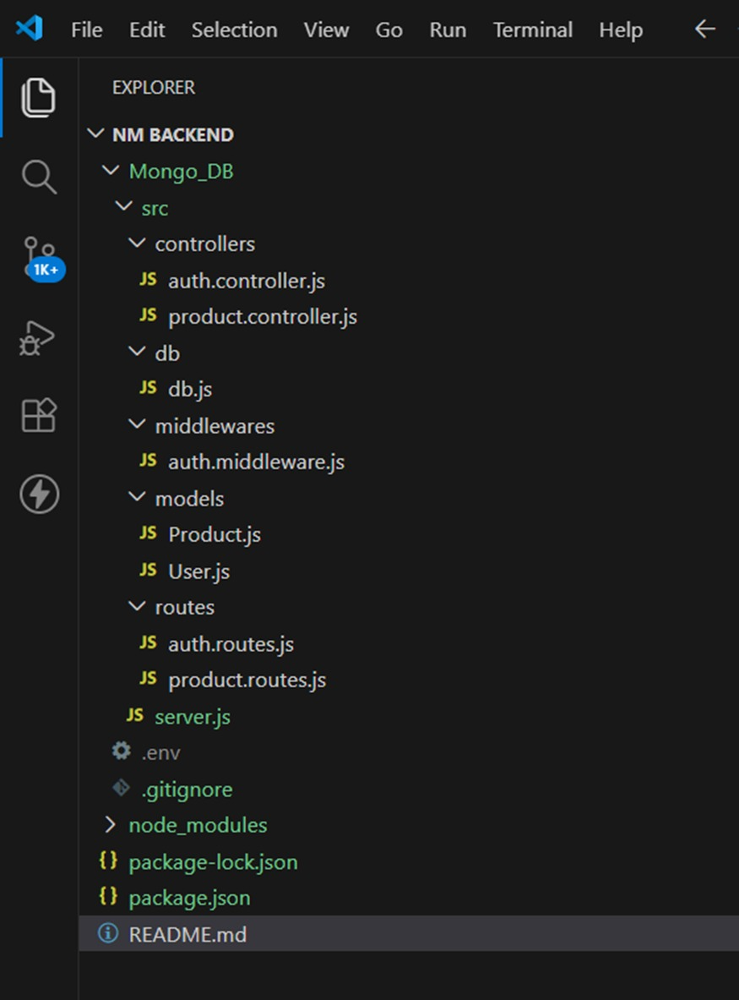 File Edit Selection View Go Run Terminal Help
EXPLORER
NM BACKEND
Mongo_DB
src
controllers
JS auth.controller.js
JS product.controller.js
db
JS db.js
middlewares
JS auth.middleware.js
models
JS Product.js
JS User.js
routes
JS auth.routes.js
JS product.routes.js
JS server.js
.env
.gitignore
node_modules
{} package-lock.json
{} package.json
README.md
1K+